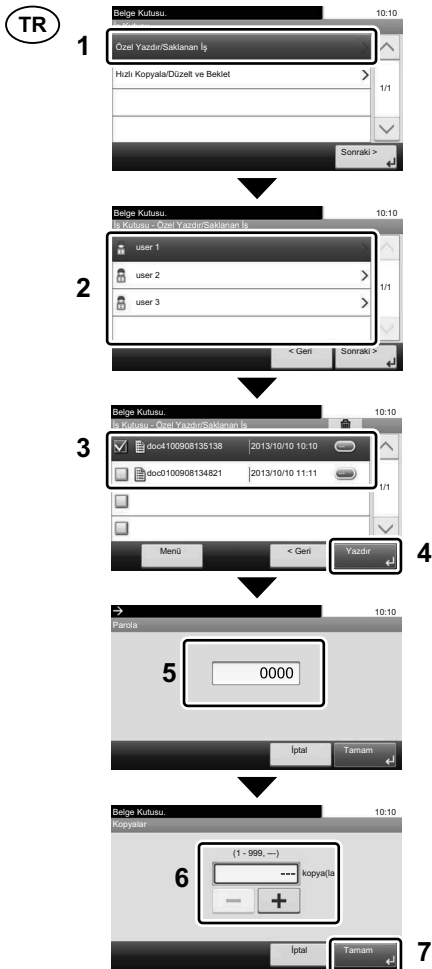 TR
Belge Kutusu. 10:10
İş Kutusu
1 Özel Yazdır/Saklanan İş
Hızlı Kopyala/Düzelt ve Beklet
1/1
Sonraki >
Belge Kutusu. 10:10
İş Kutusu - Özel Yazdır/Saklanan İş
user 1
2 user 2
1/1
user 3
< Geri Sonraki >
Belge Kutusu. 10:10
İş Kutusu - Özel Yazdır/Saklanan İş
3 doc4100908135138 2013/10/10 10:10
doc0100908134821 2013/10/10 11:11
1/1
Menü < Geri Yazdır 4
10:10
Parola
5 0000
İptal Tamam
Belge Kutusu. 10:10
Kopyalar
(1 - 999, ---)
6 --- kopya(la
İptal Tamam 7